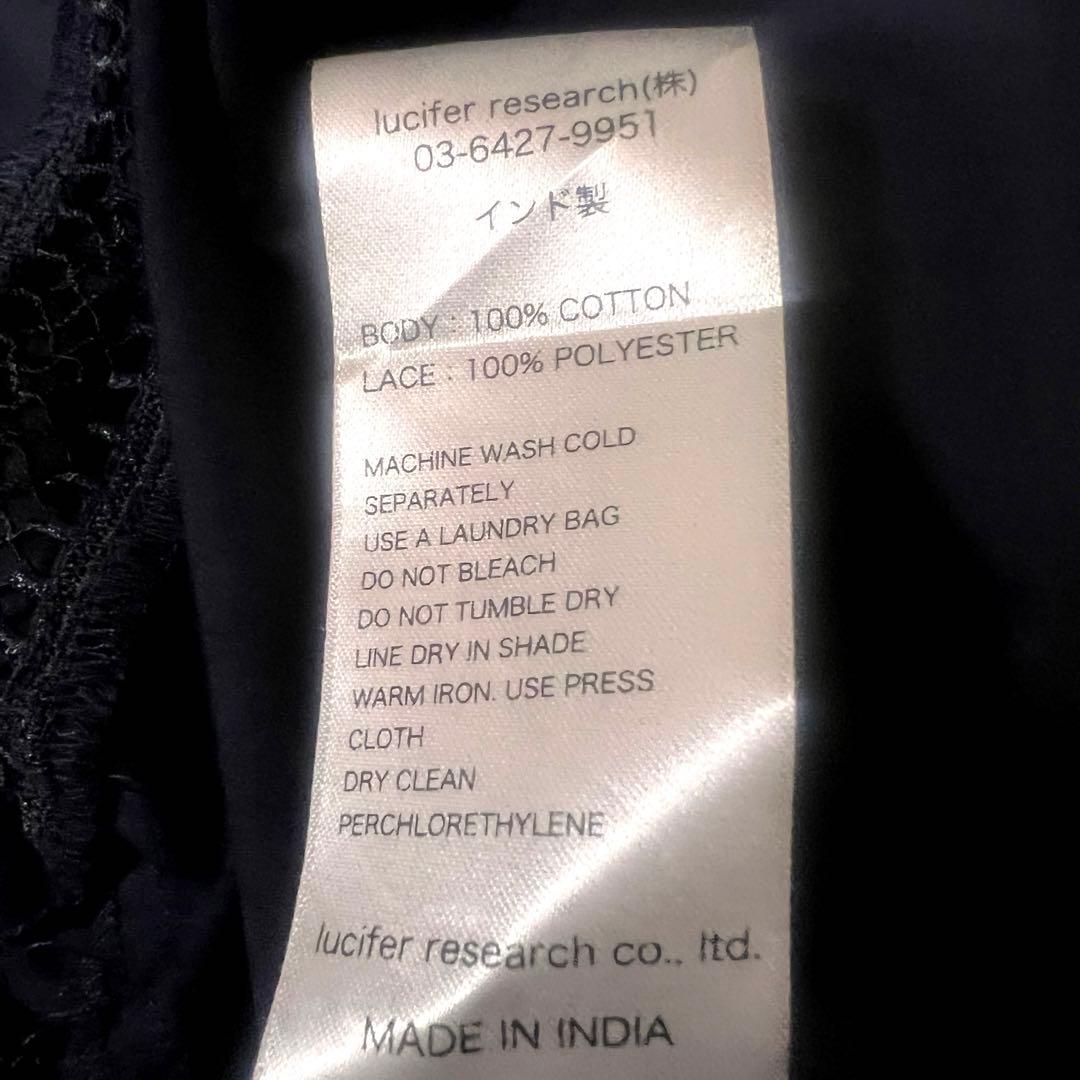 lucifer research(株)
03-6427-9951
インド製
BODY : 100% COTTON
LACE : 100% POLYESTER
MACHINE WASH COLD
SEPARATELY
USE A LAUNDRY BAG
DO NOT BLEACH
DO NOT TUMBLE DRY
LINE DRY IN SHADE
WARM IRON. USE PRESS
CLOTH
DRY CLEAN
PERCHLORETHYLENE
lucifer research co., ltd.
MADE IN INDIA